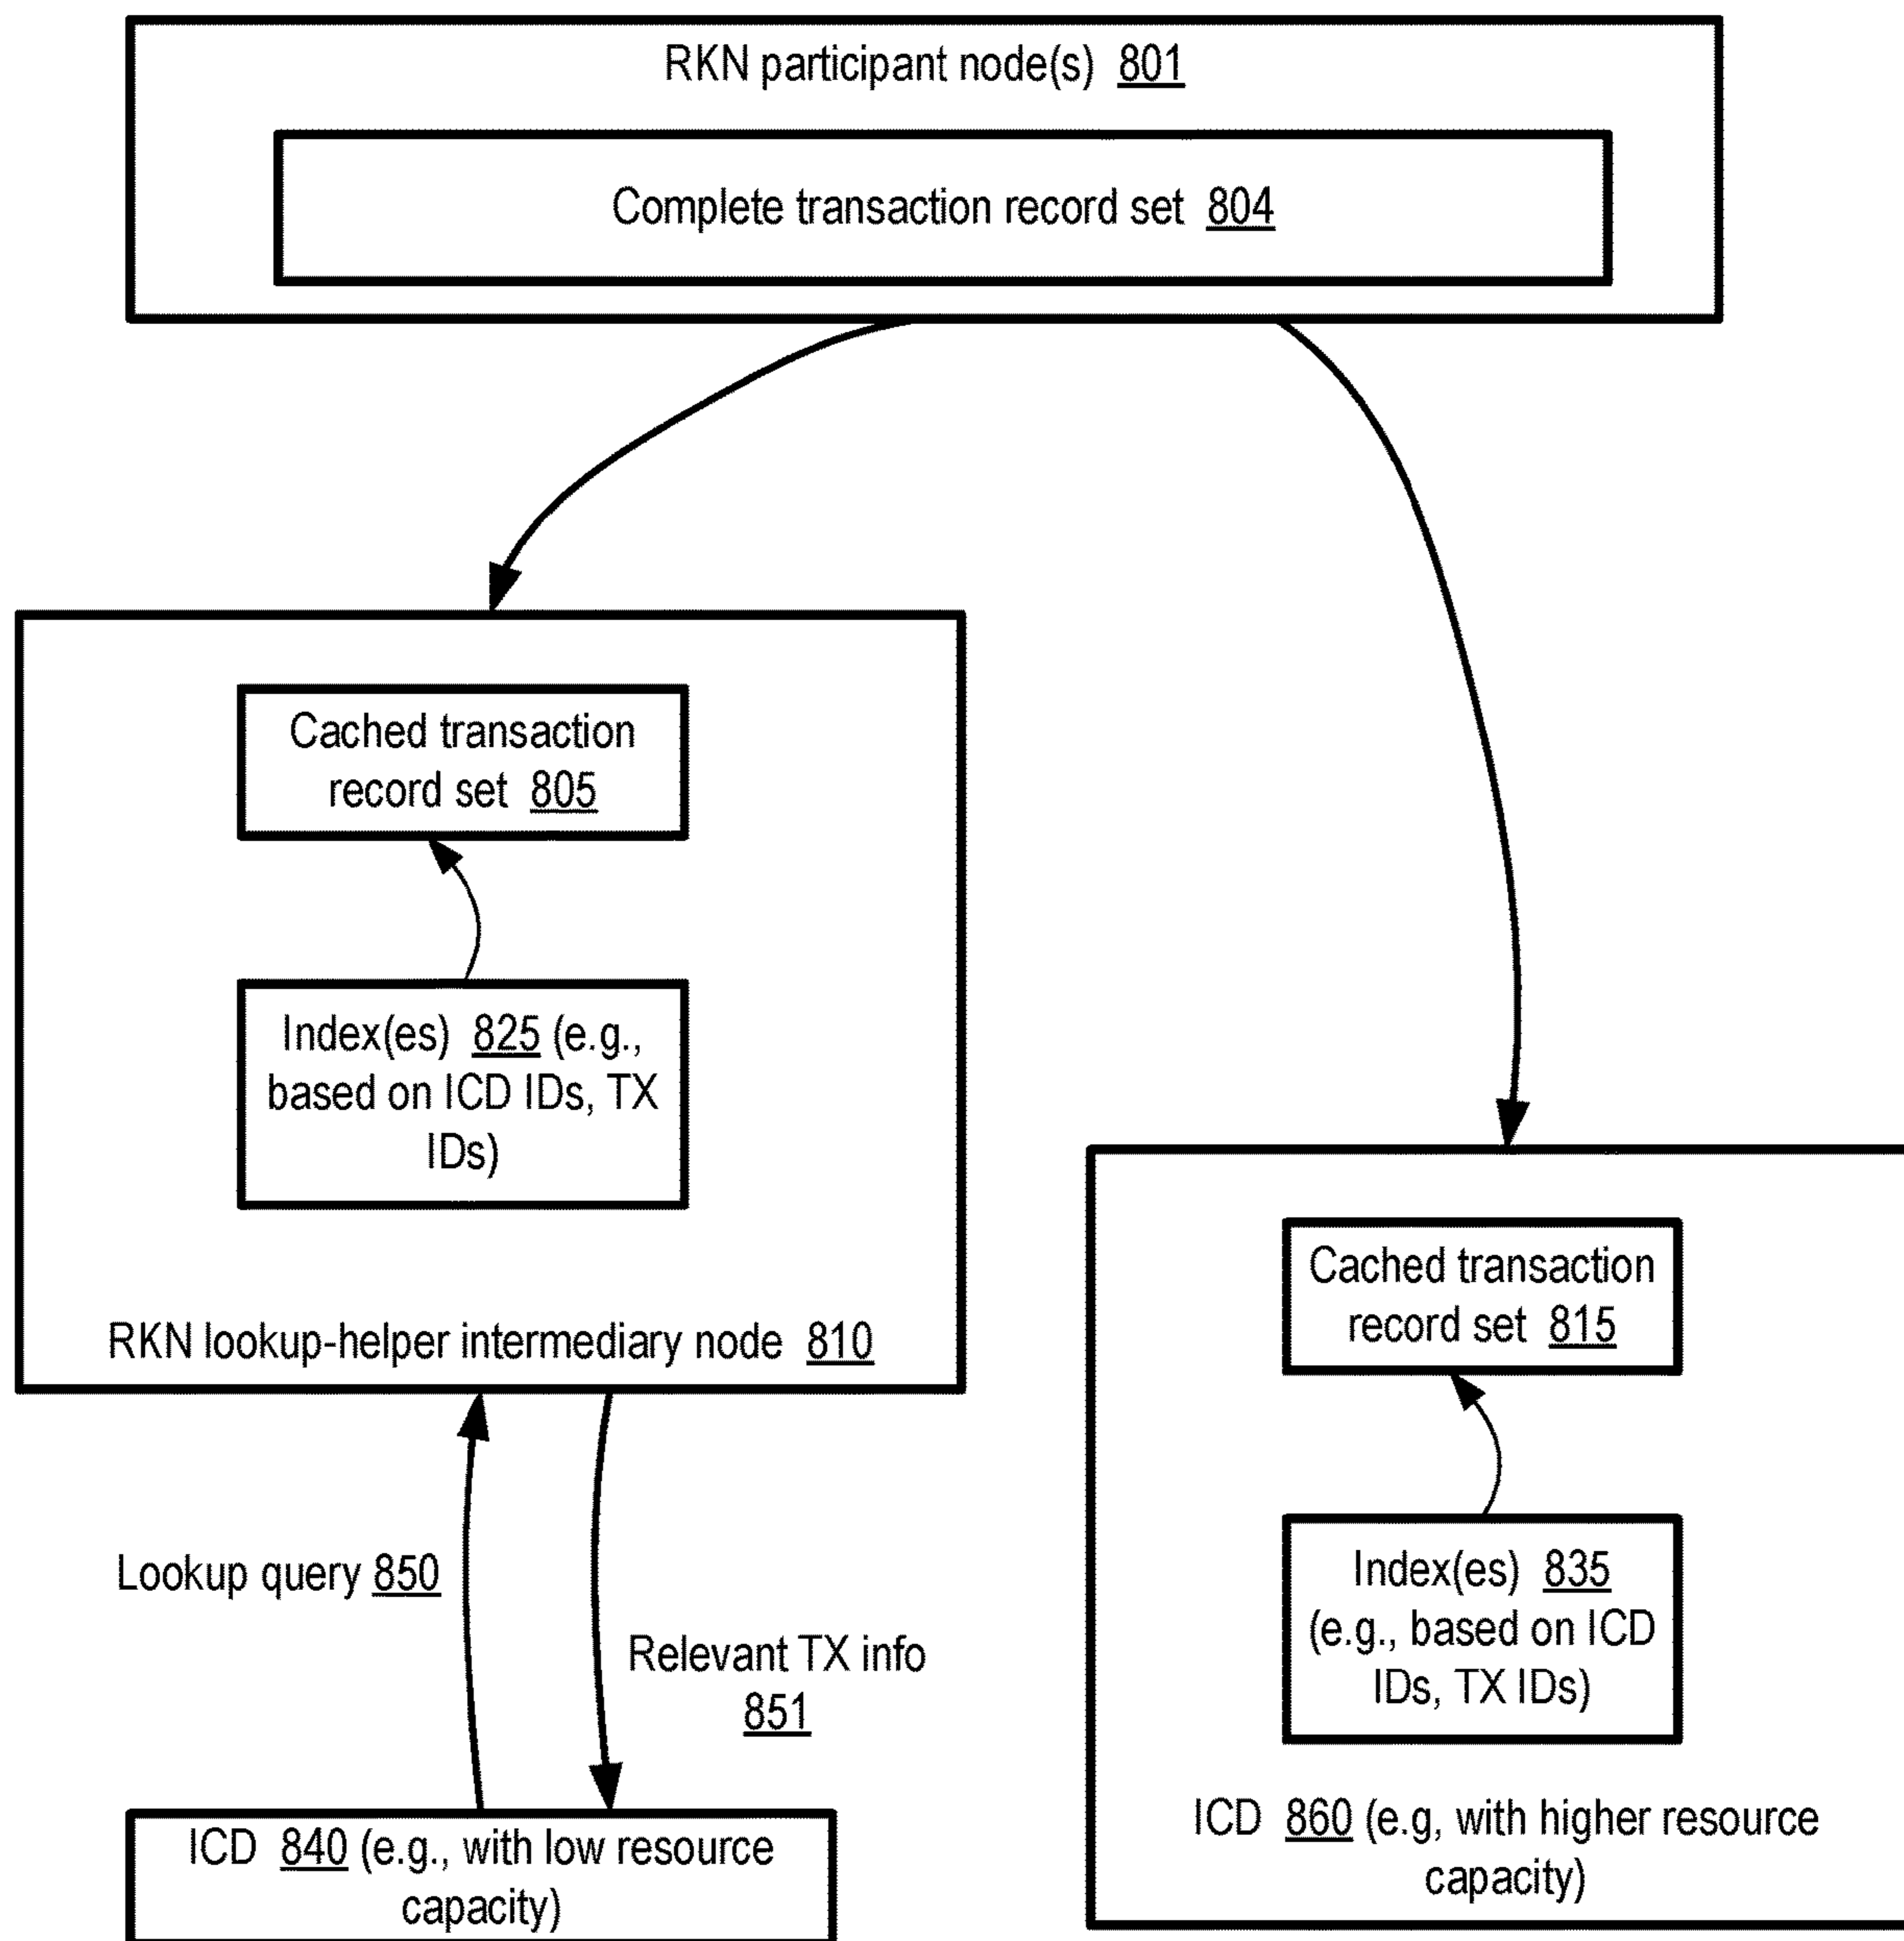 RKN participant node(s) 801
Complete transaction record set 804
Cached transaction
record set 805
Index(es) 825 (e.g.,
based on ICD IDs, TX
IDs)
RKN lookup-helper intermediary node 810
Cached transaction
record set 815
Index(es) 835
(e.g., based on ICD
IDs, TX IDs)
ICD 860 (e.g, with higher resource
capacity)
Lookup query 850
Relevant TX info
851
ICD 840 (e.g., with low resource
capacity)